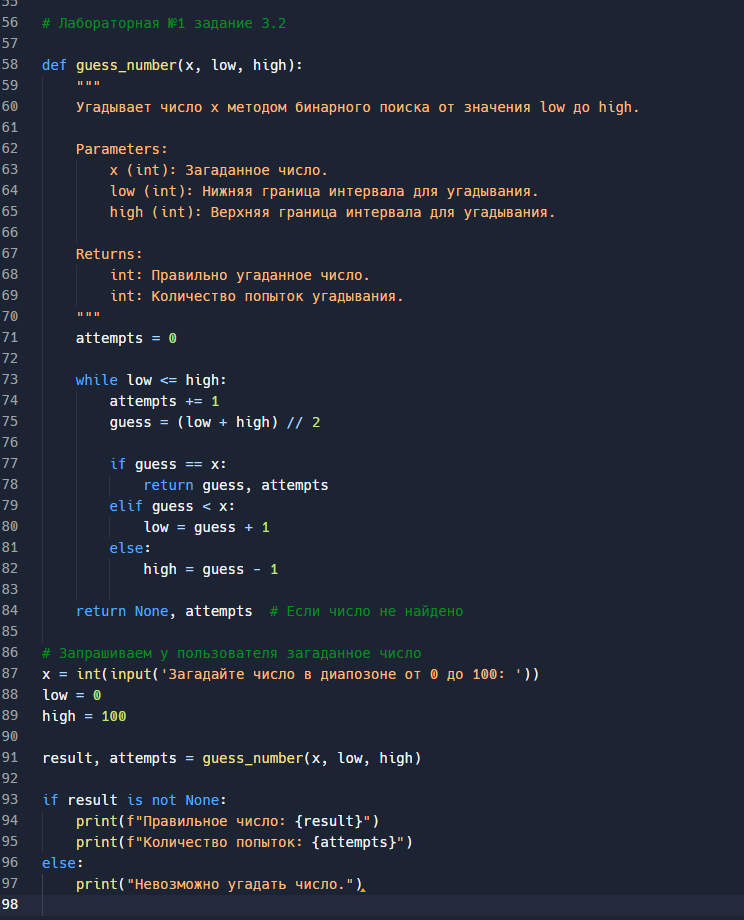 55
56 # Лабораторная №1 задание 3.2
57
58 def guess_number(x, low, high):
59     """
60     Угадывает число x методом бинарного поиска от значения low до high.
61
62     Parameters:
63         x (int): Загаданное число.
64         low (int): Нижняя граница интервала для угадывания.
65         high (int): Верхняя граница интервала для угадывания.
66
67     Returns:
68         int: Правильно угаданное число.
69         int: Количество попыток угадывания.
70     """
71     attempts = 0
72
73     while low <= high:
74         attempts += 1
75         guess = (low + high) // 2
76
77         if guess == x:
78             return guess, attempts
79         elif guess < x:
80             low = guess + 1
81         else:
82             high = guess - 1
83
84     return None, attempts  # Если число не найдено
85
86 # Запрашиваем у пользователя загаданное число
87 x = int(input('Загадайте число в диапозоне от 0 до 100: '))
88 low = 0
89 high = 100
90
91 result, attempts = guess_number(x, low, high)
92
93 if result is not None:
94     print(f"Правильное число: {result}")
95     print(f"Количество попыток: {attempts}")
96 else:
97     print("Невозможно угадать число.")
98